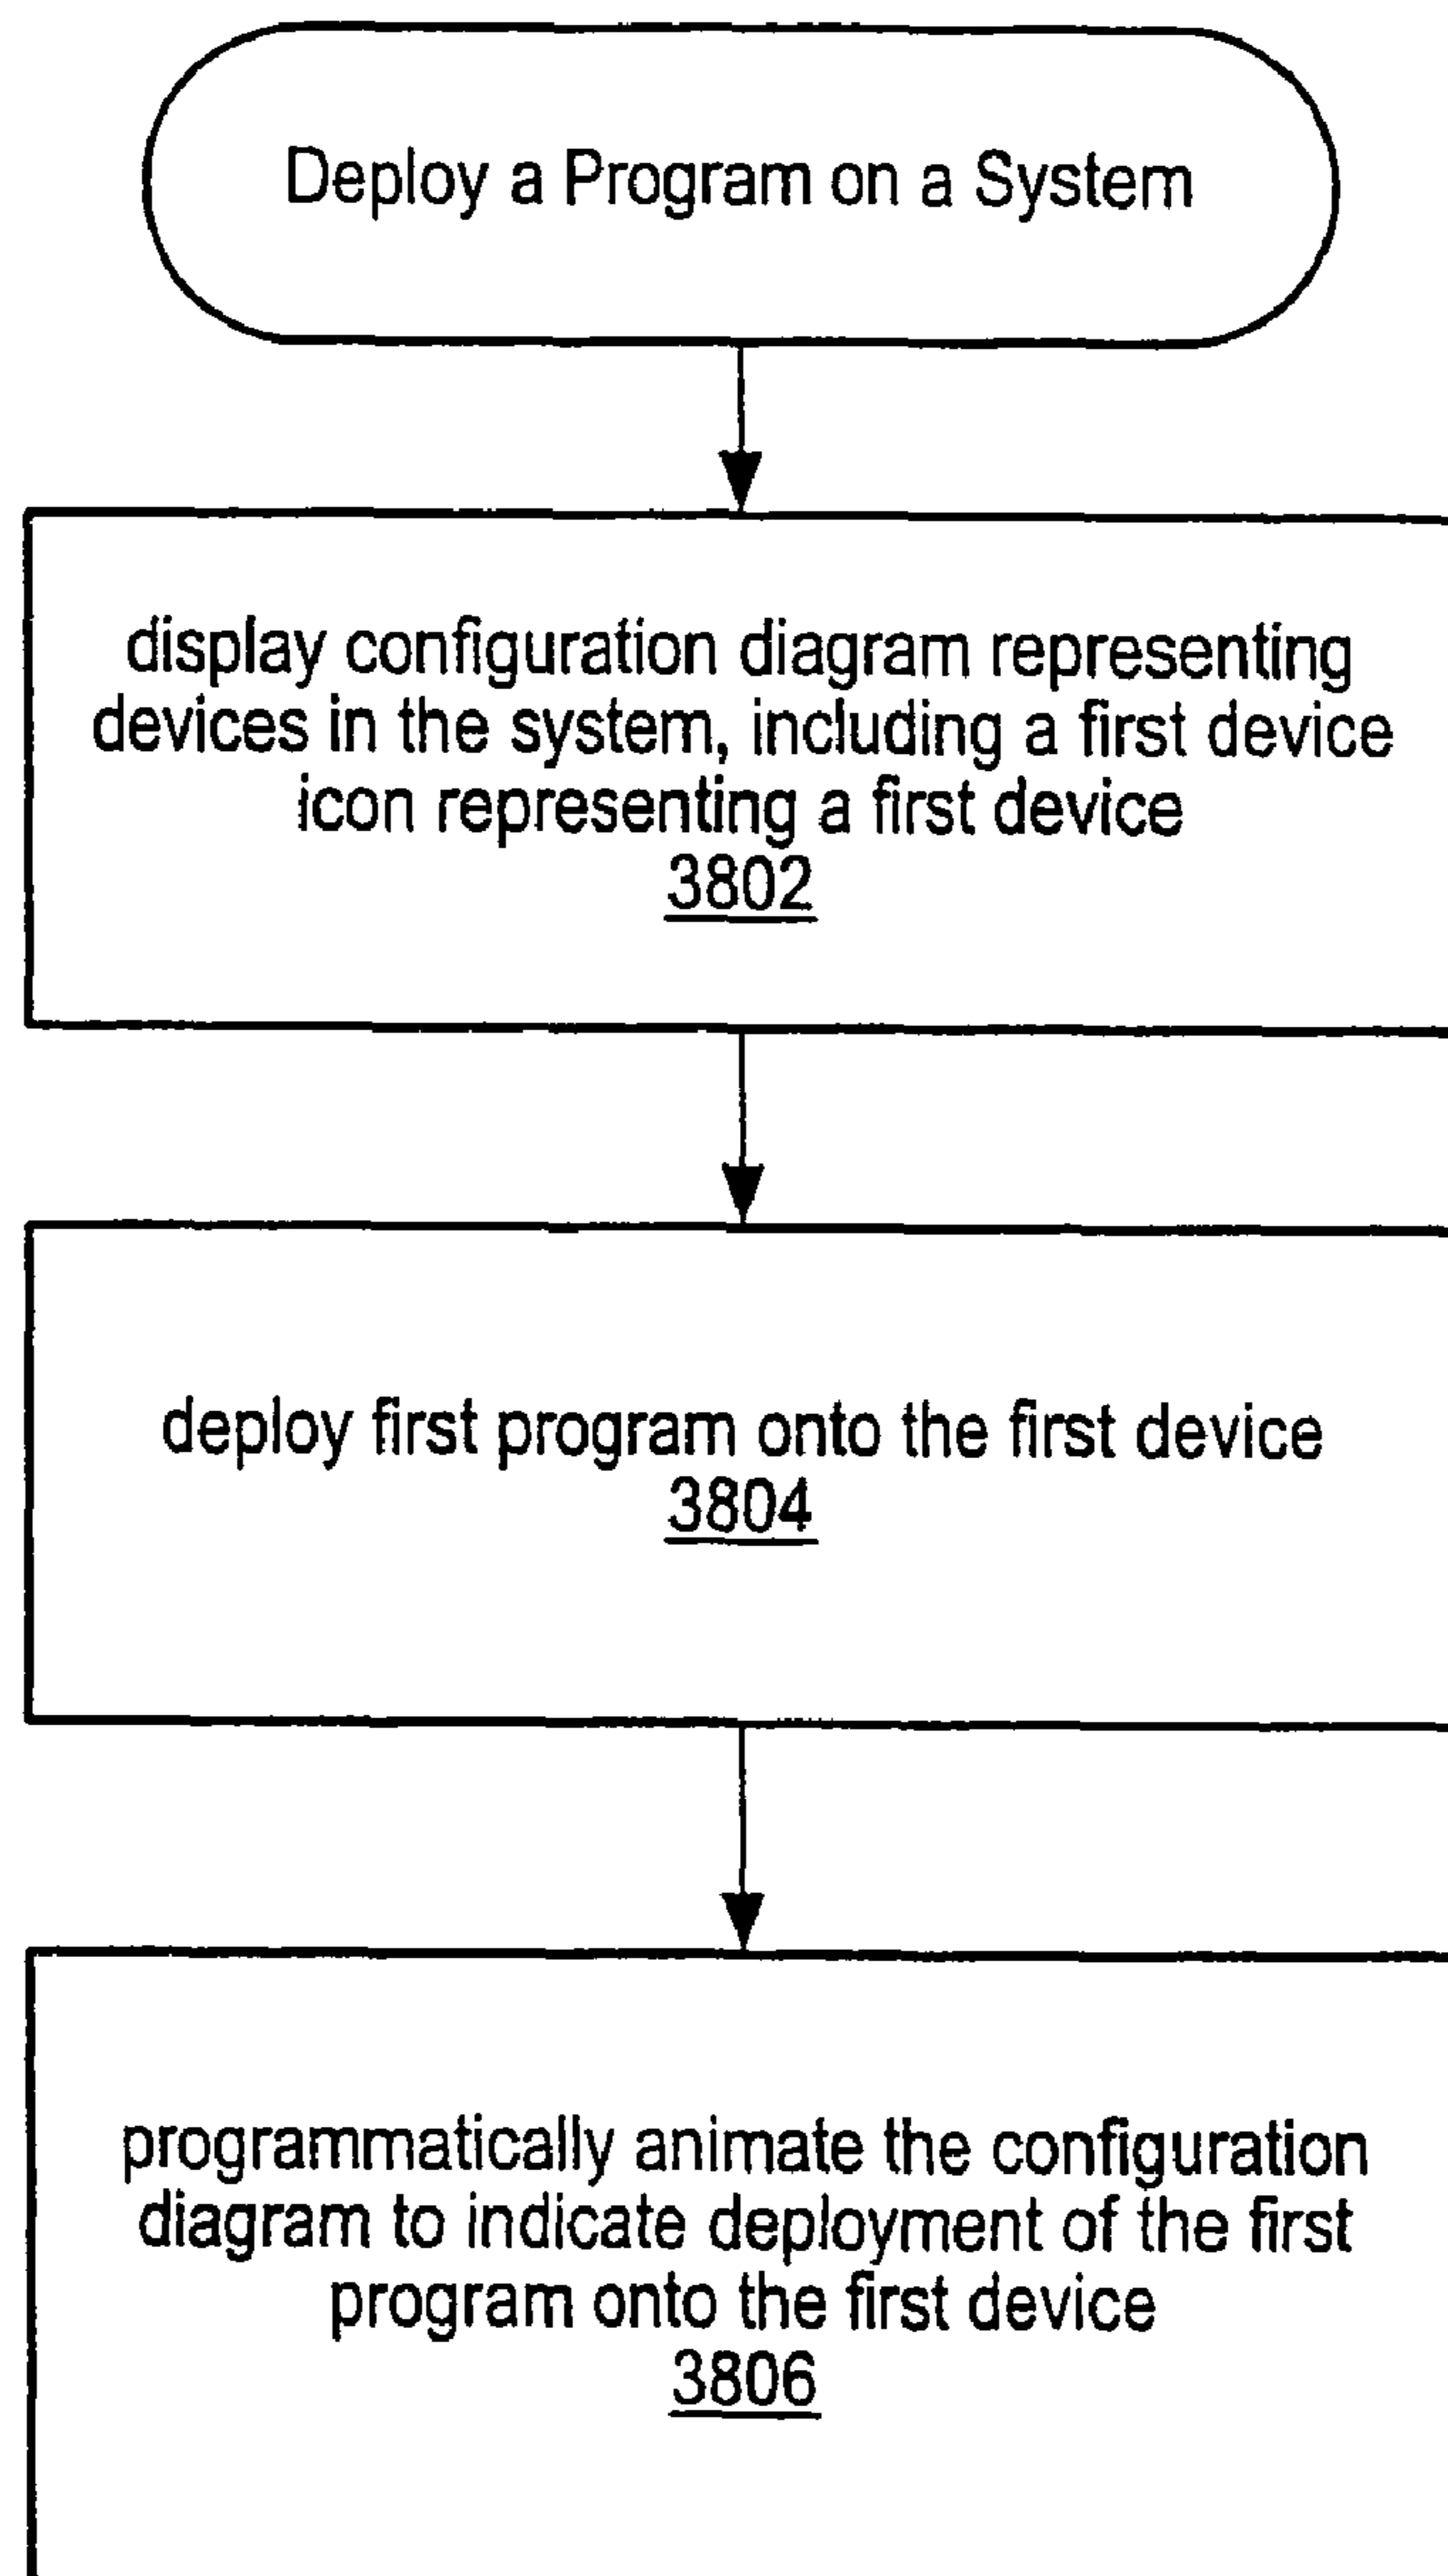 Deploy a Program on a System
display configuration diagram representing
devices in the system, including a first device
icon representing a first device
3802
deploy first program onto the first device
3804
programmatically animate the configuration
diagram to indicate deployment of the first
program onto the first device
3806